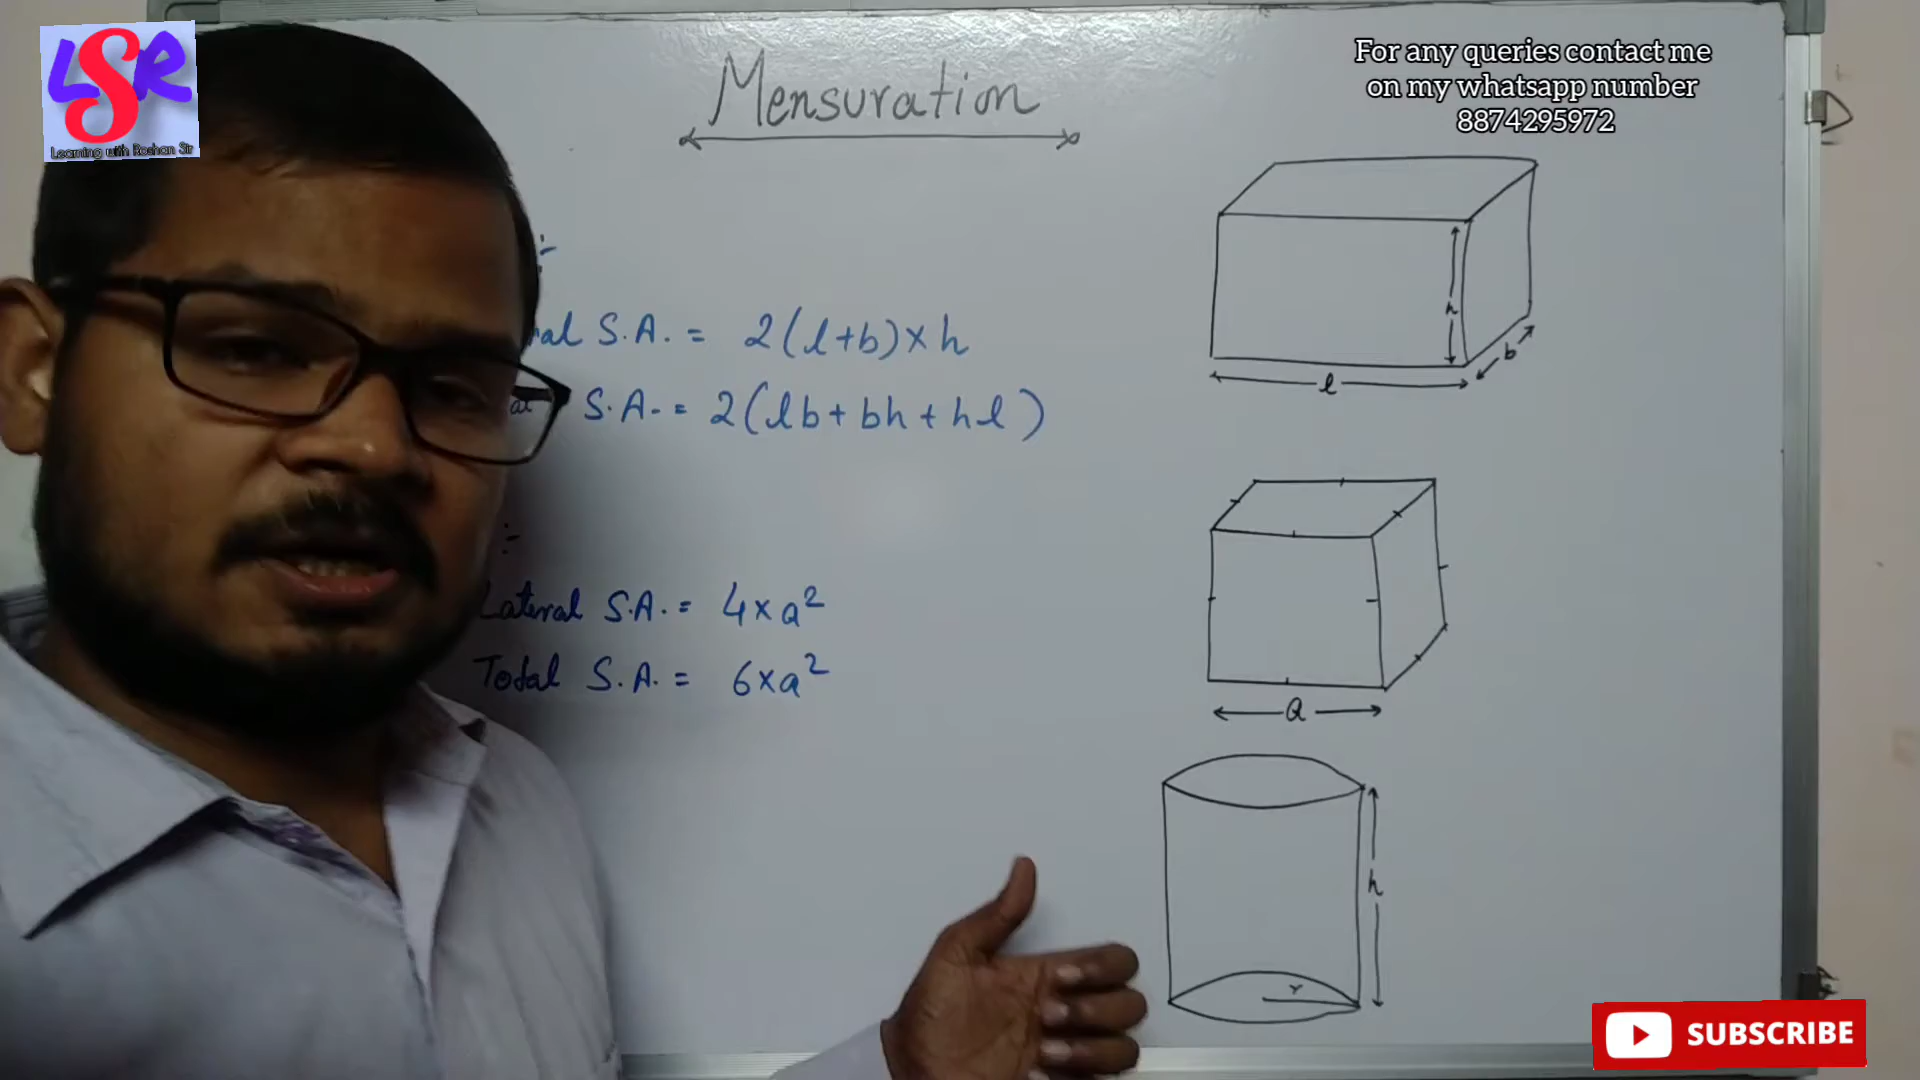 LSR
Learning with Roshan Sir
Mensuration
For any queries contact me
on my whatsapp number
8874295972
:-
S.A. = 2(l+b)×h
S.A. = 2(lb+bh+hl)
h
b
l
:-
Lateral S.A. = 4×a²
Total S.A. = 6×a²
a
h
r
SUBSCRIBE